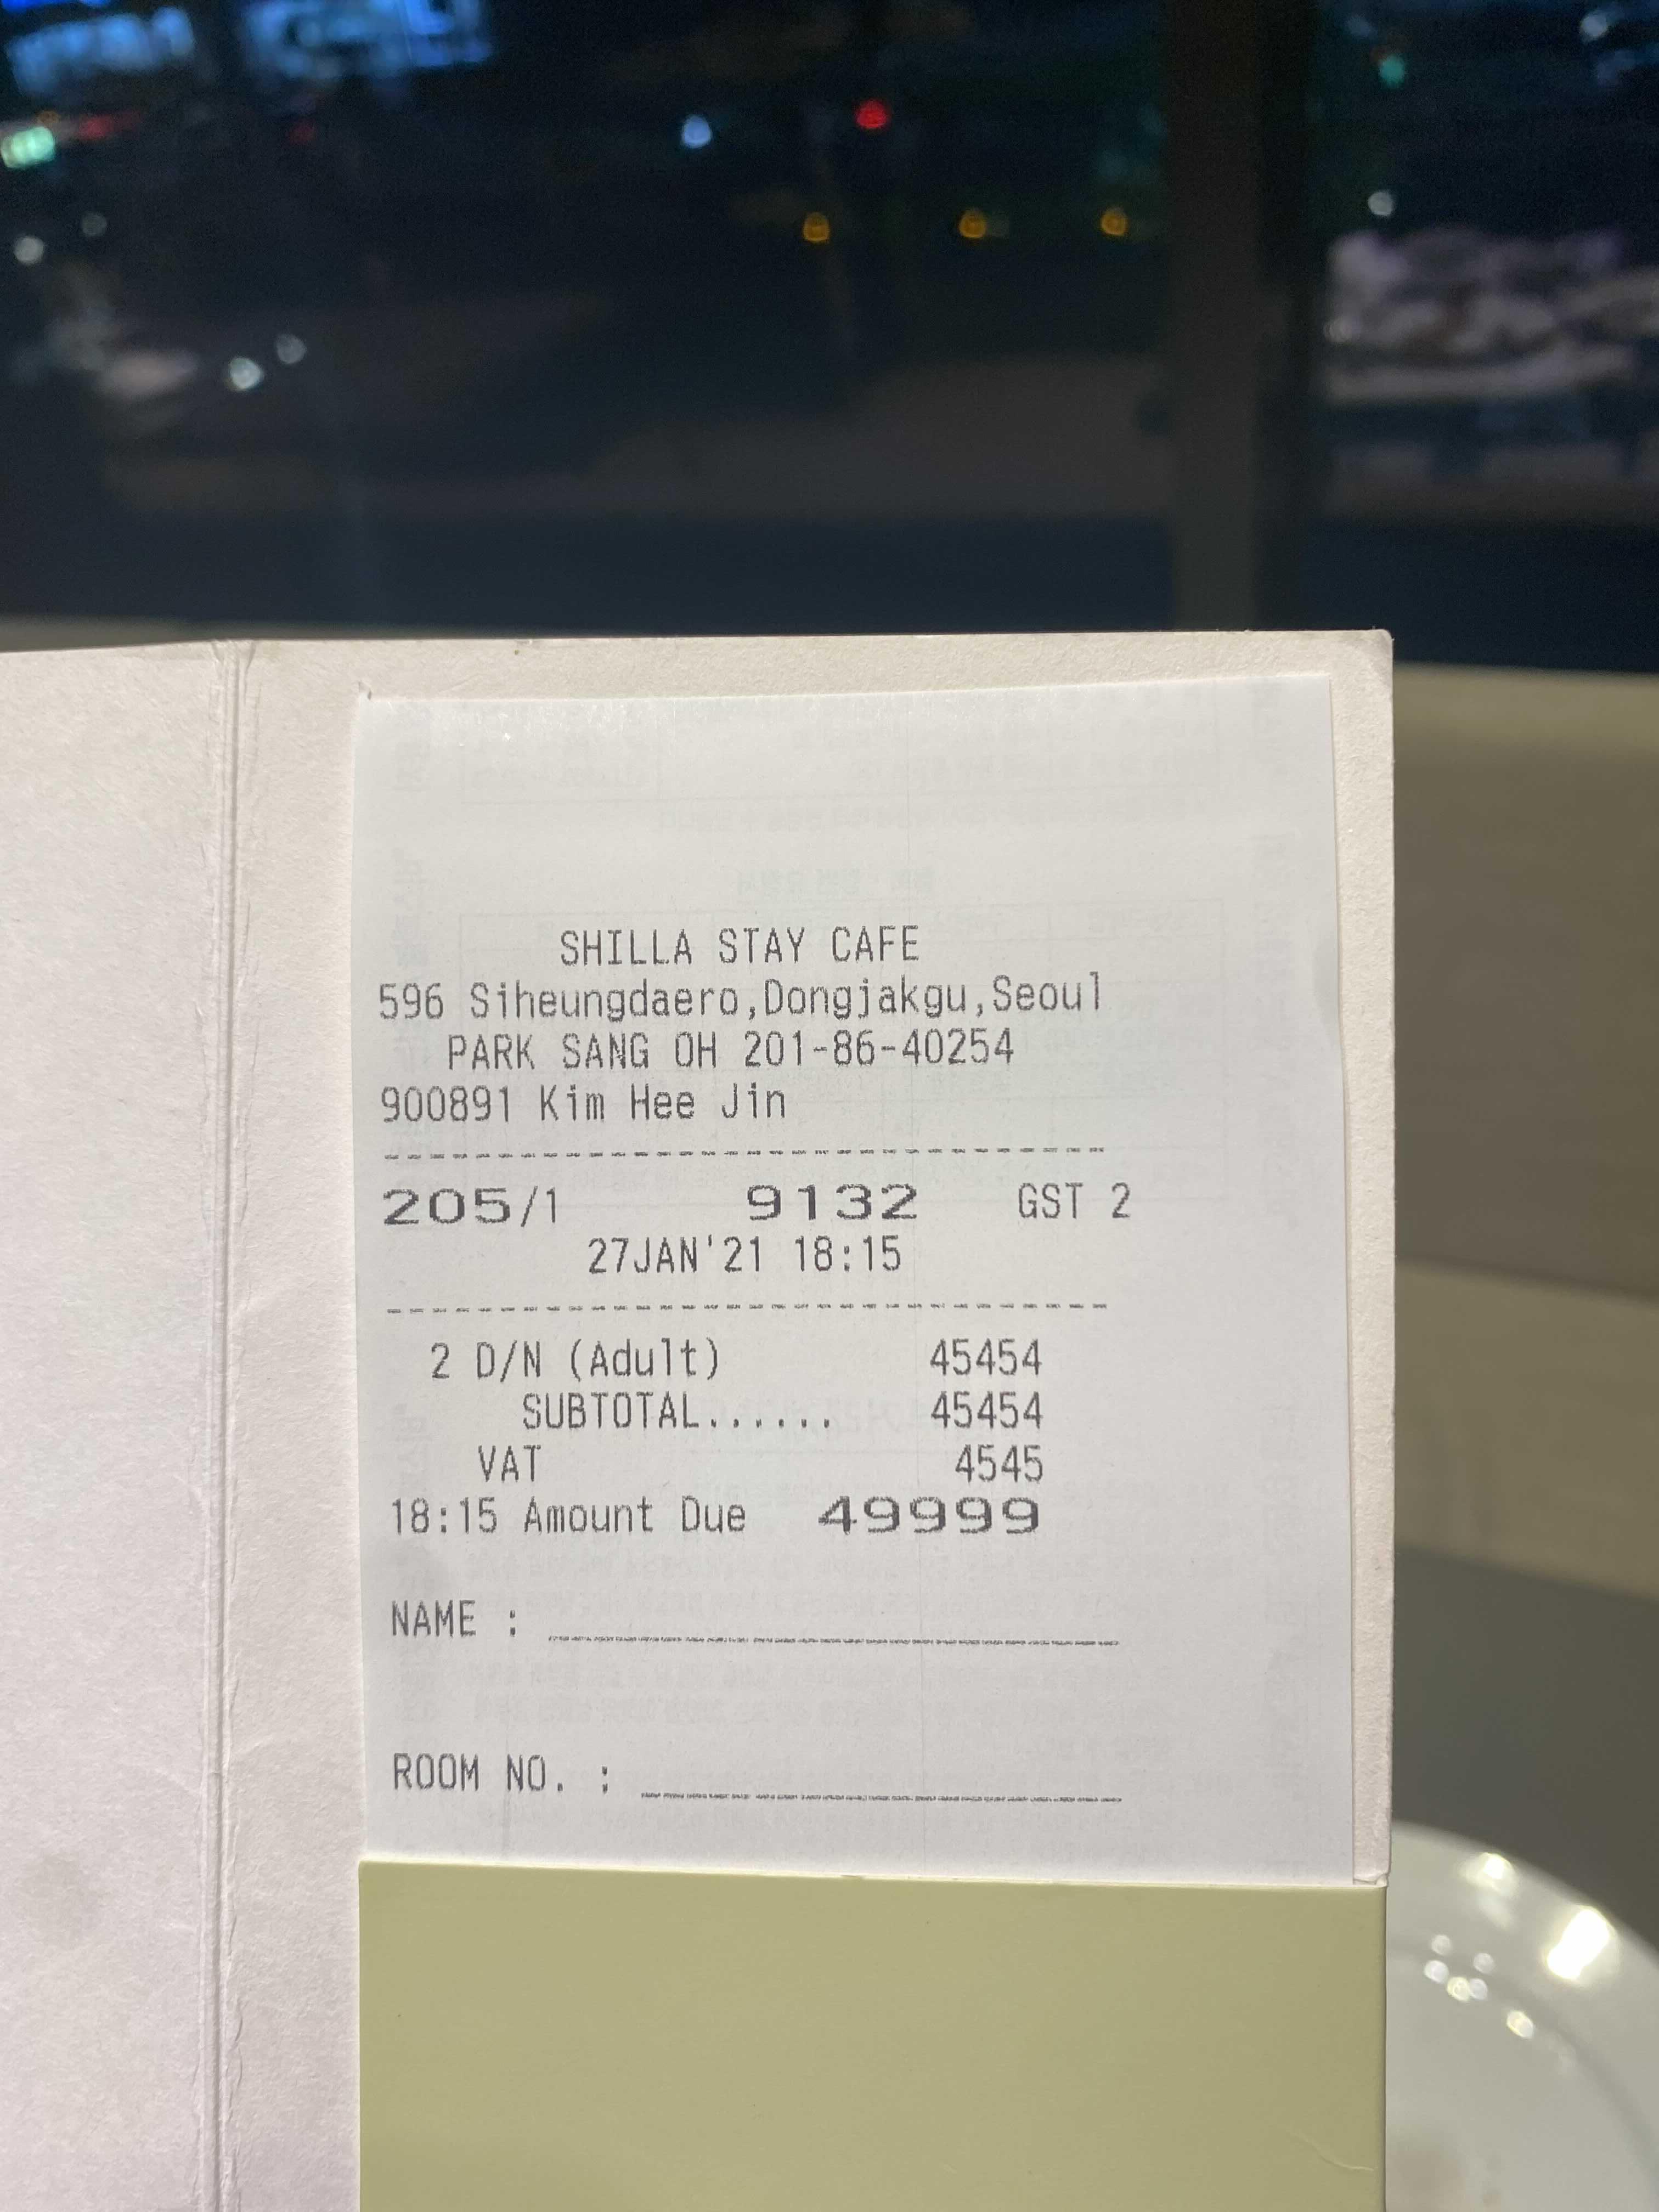 SHILLA STAY CAFE
596 Siheungdaero,Dongjakgu,Seoul
PARK SANG OH 201-86-40254
900891 Kim Hee Jin
205/1 9132 GST 2
27JAN'21 18:15
2 D/N (Adult) 45454
SUBTOTAL...... 45454
VAT 4545
18:15 Amount Due 49999
NAME :
ROOM NO. :